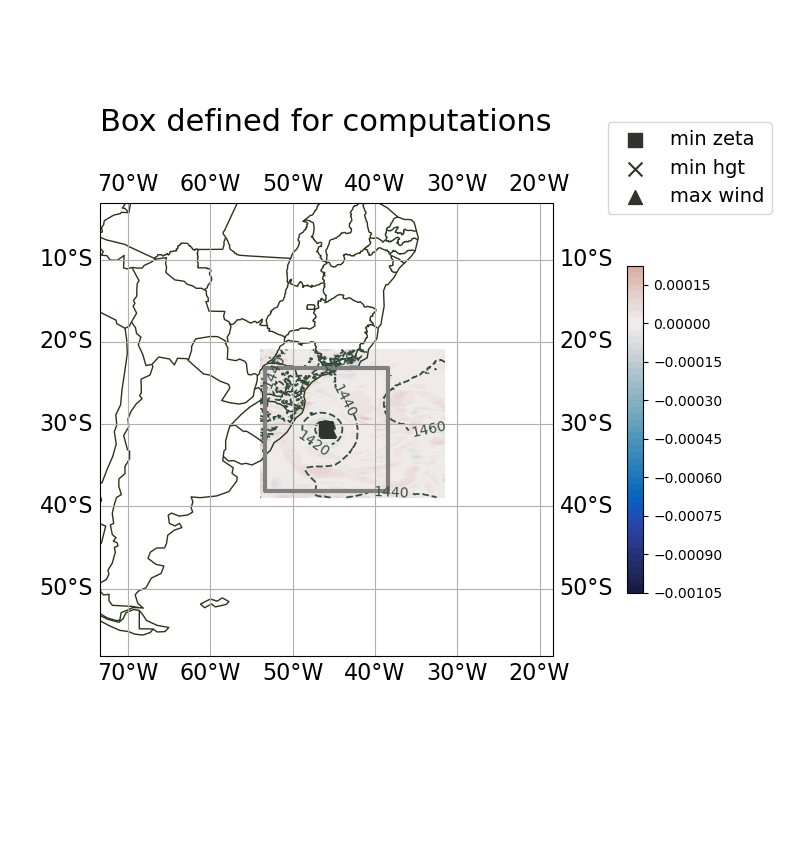 Box defined for computations
min zeta
min hgt
max wind
70°W 60°W 50°W 40°W 30°W 20°W
10°S 10°S
20°S 20°S
30°S 30°S
40°S 40°S
50°S 50°S
70°W 60°W 50°W 40°W 30°W 20°W
1440
1440
1420
1460
1440
0.00015
0.00000
−0.00015
−0.00030
−0.00045
−0.00060
−0.00075
−0.00090
−0.00105